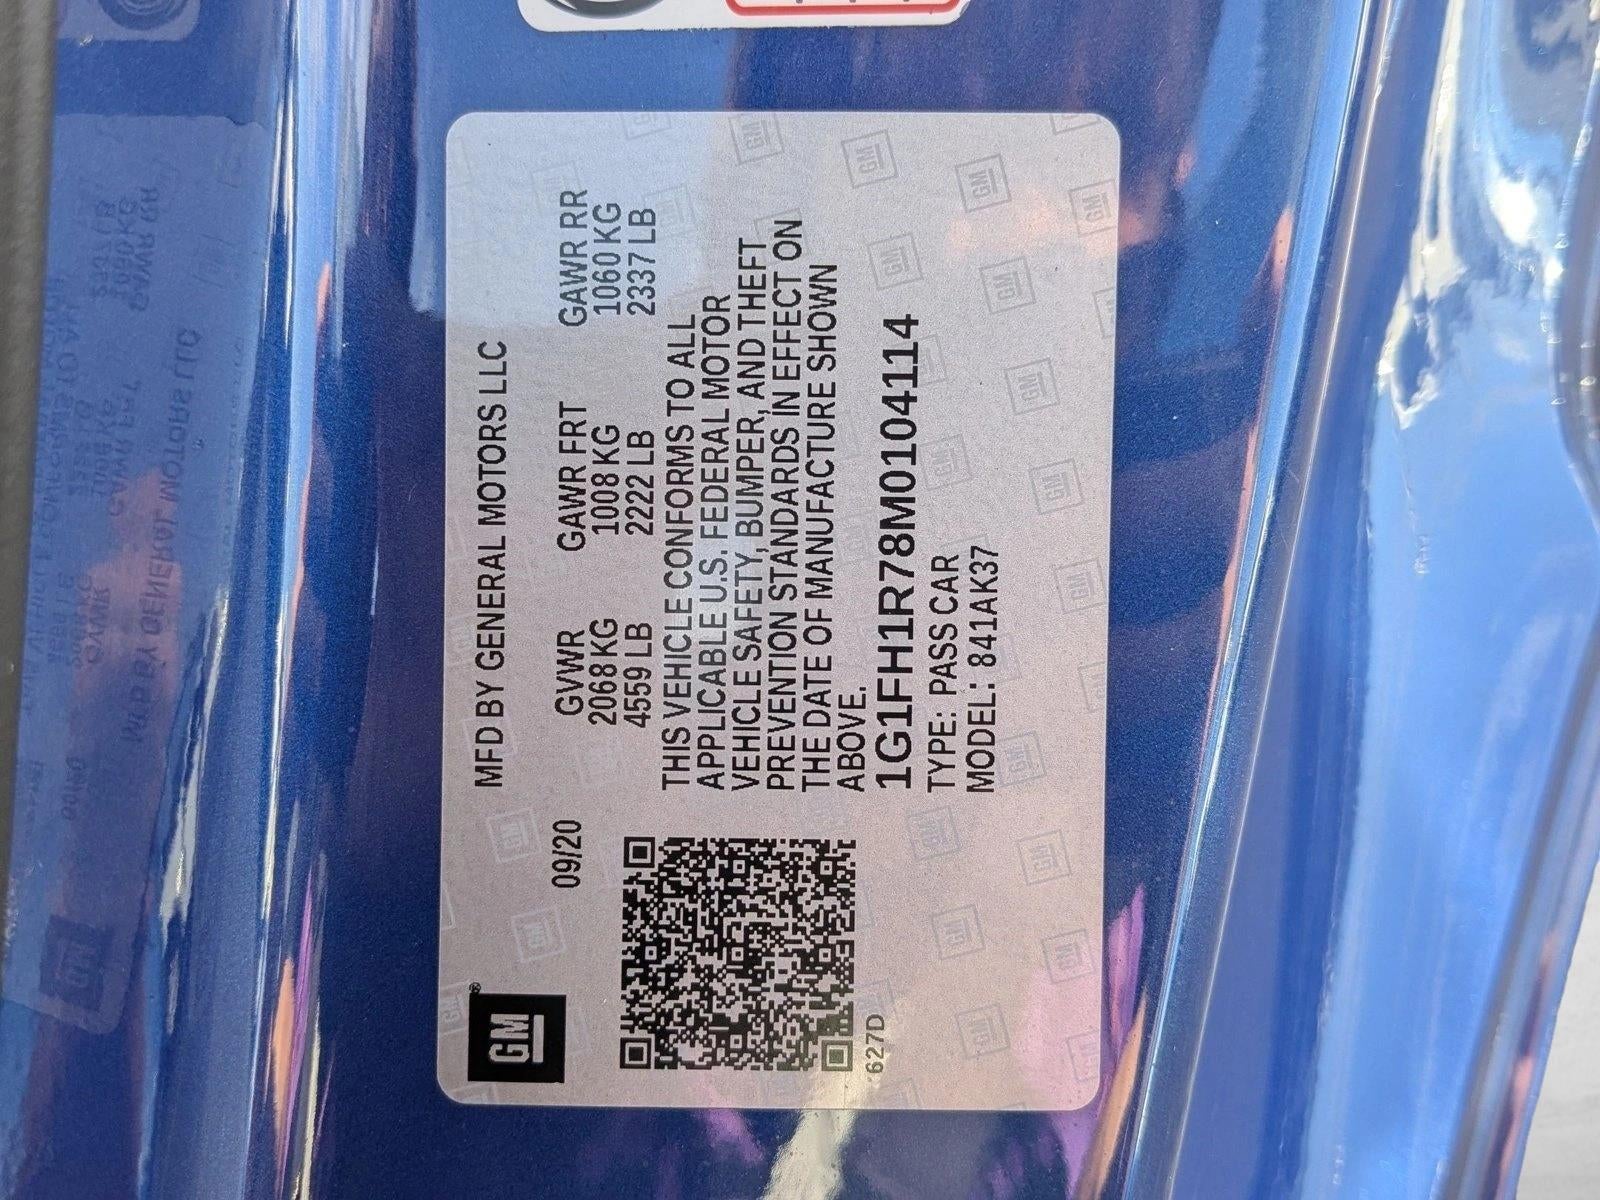 GM
®
MFD BY GENERAL MOTORS LLC
09/20
GVWR GAWR FRT GAWR RR
2068 KG 1008 KG 1060 KG
4559 LB 2222 LB 2337 LB
THIS VEHICLE CONFORMS TO ALL
APPLICABLE U.S. FEDERAL MOTOR
VEHICLE SAFETY, BUMPER, AND THEFT
PREVENTION STANDARDS IN EFFECT ON
THE DATE OF MANUFACTURE SHOWN
ABOVE.
1G1FH1R78M0104114
TYPE: PASS CAR
MODEL: 841AK37
627D